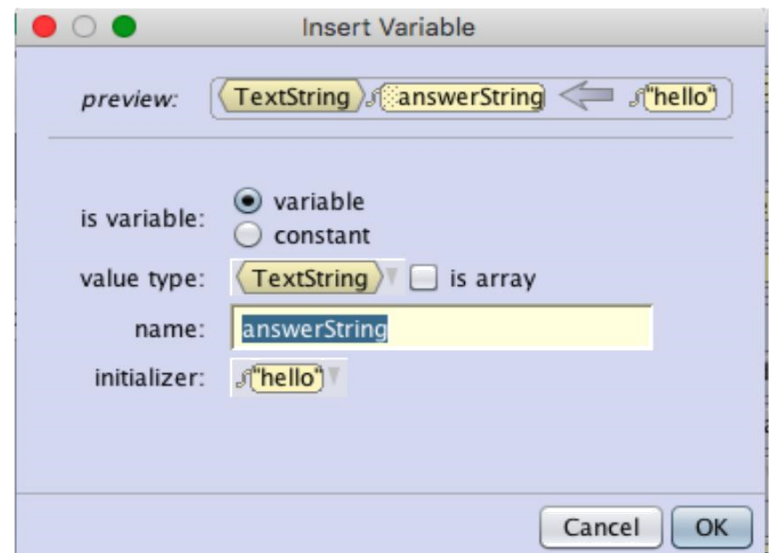 Insert Variable
preview: TextString answerString "hello"
is variable: variable
constant
value type: TextString is array
name: answerString
initializer: "hello"
Cancel OK